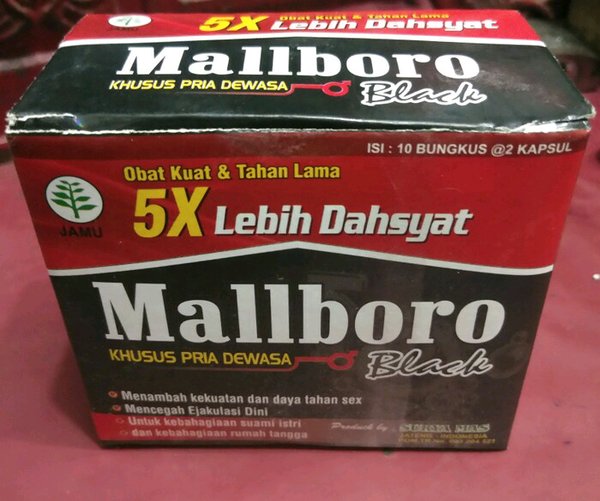 Obat Kuat & Tahan Lama
5X Lebih Dahsyat
JAMU
Mallboro
KHUSUS PRIA DEWASA
Black
ISI : 10 BUNGKUS @2 KAPSUL
Obat Kuat & Tahan Lama
5X Lebih Dahsyat
JAMU
Mallboro
KHUSUS PRIA DEWASA
Black
Menambah kekuatan dan daya tahan sex
Mencegah Ejakulasi Dini
Untuk kebahagiaan suami istri
dan kebahagiaan rumah tangga
Produck by
JATENG - INDONESIA